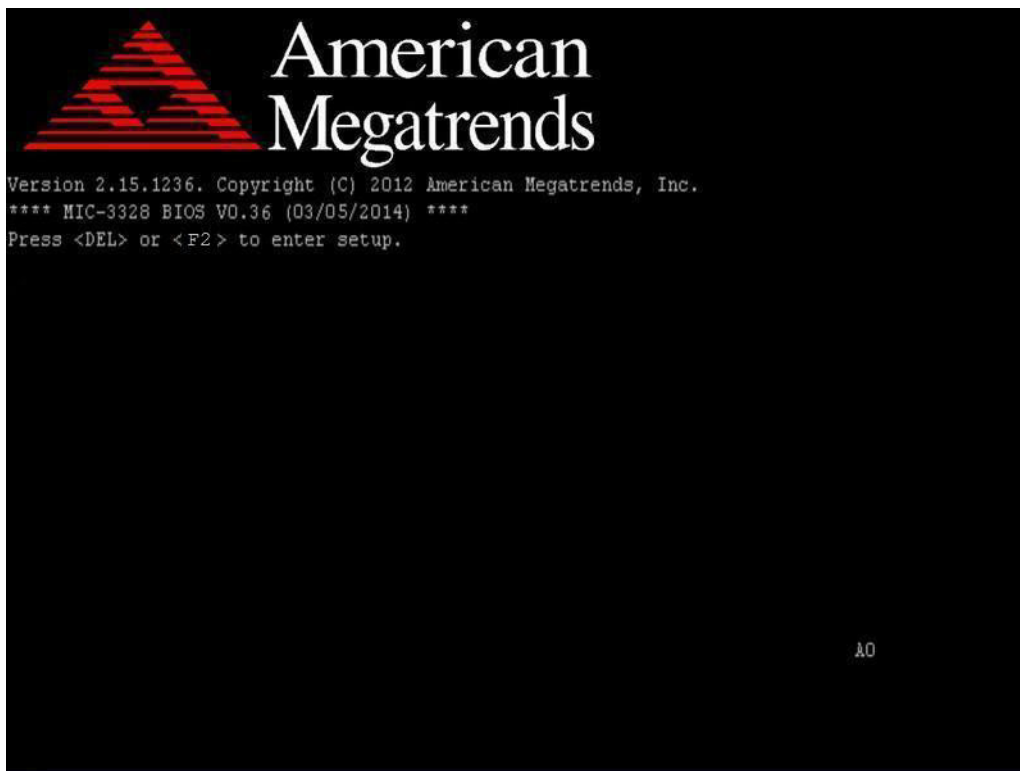 American
Megatrends
Version 2.15.1236. Copyright (C) 2012 American Megatrends, Inc.
**** MIC-3328 BIOS V0.36 (03/05/2014) ****
Press <DEL> or <F2> to enter setup.
A0